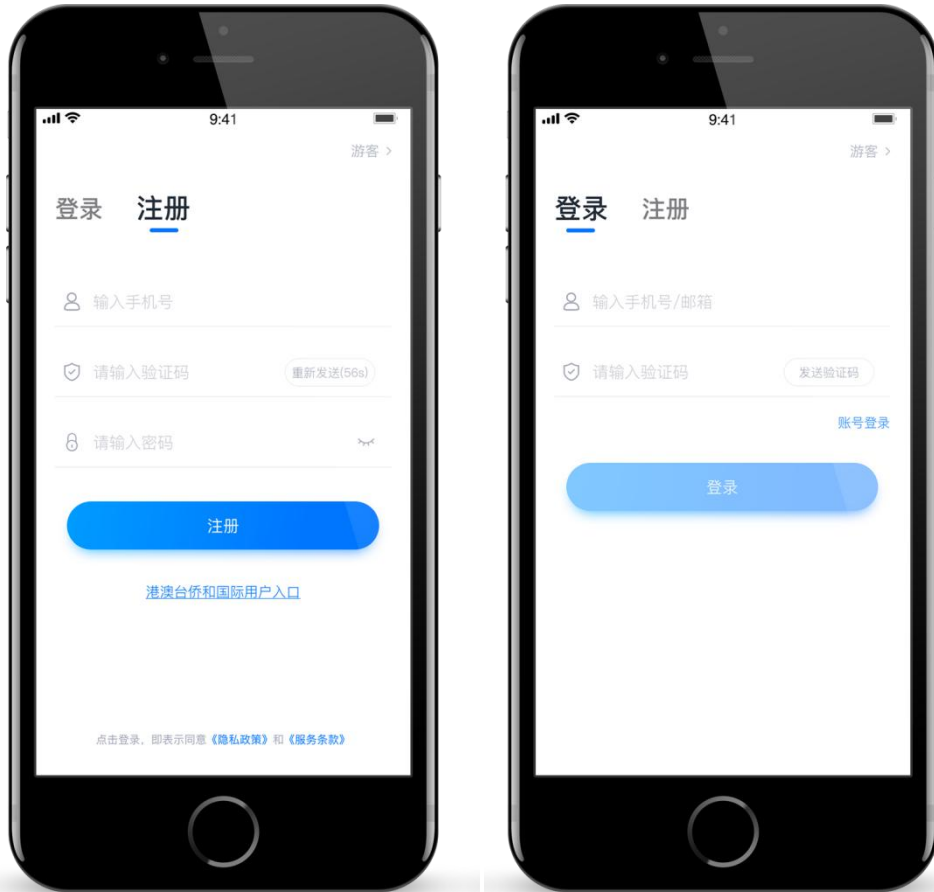 9:41
游客 >
登录 注册
输入手机号
请输入验证码 重新发送(56s)
请输入密码
注册
港澳台侨和国际用户入口
点击登录，即表示同意《隐私政策》和《服务条款》
9:41
游客 >
登录 注册
输入手机号/邮箱
请输入验证码 发送验证码
账号登录
登录